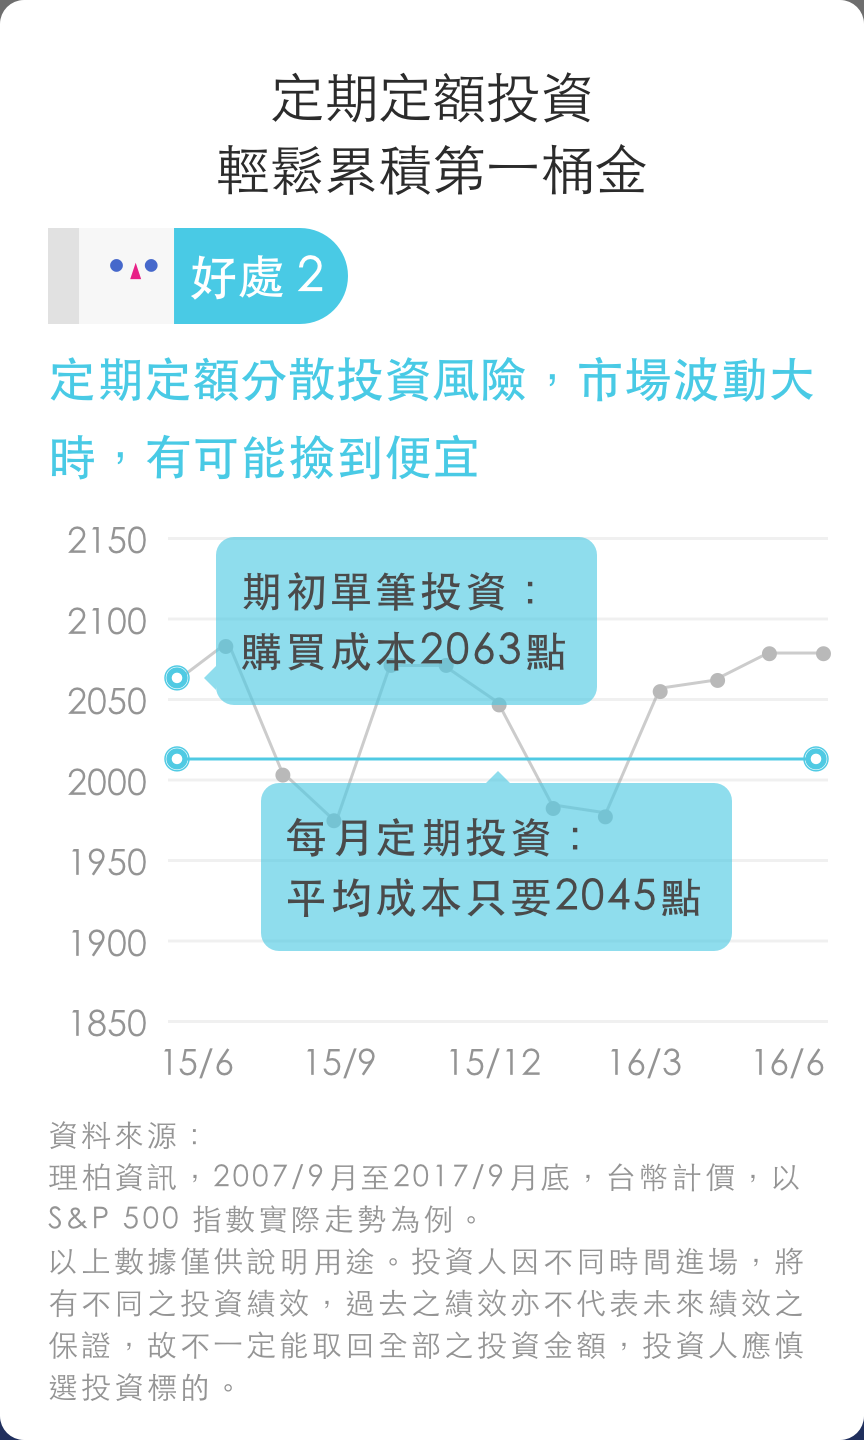 定期定額投資
輕鬆累積第一桶金
好處 2
定期定額分散投資風險，市場波動大
時，有可能撿到便宜
2150
2100
2050
2000
1950
1900
1850
期初單筆投資：
購買成本2063點
每月定期投資：
平均成本只要2045點
15/6 15/9 15/12 16/3 16/6
資料來源：
理柏資訊，2007/9月至2017/9月底，台幣計價，以
S&P 500 指數實際走勢為例。
以上數據僅供說明用途。投資人因不同時間進場，將
有不同之投資績效，過去之績效亦不代表未來績效之
保證，故不一定能取回全部之投資金額，投資人應慎
選投資標的。